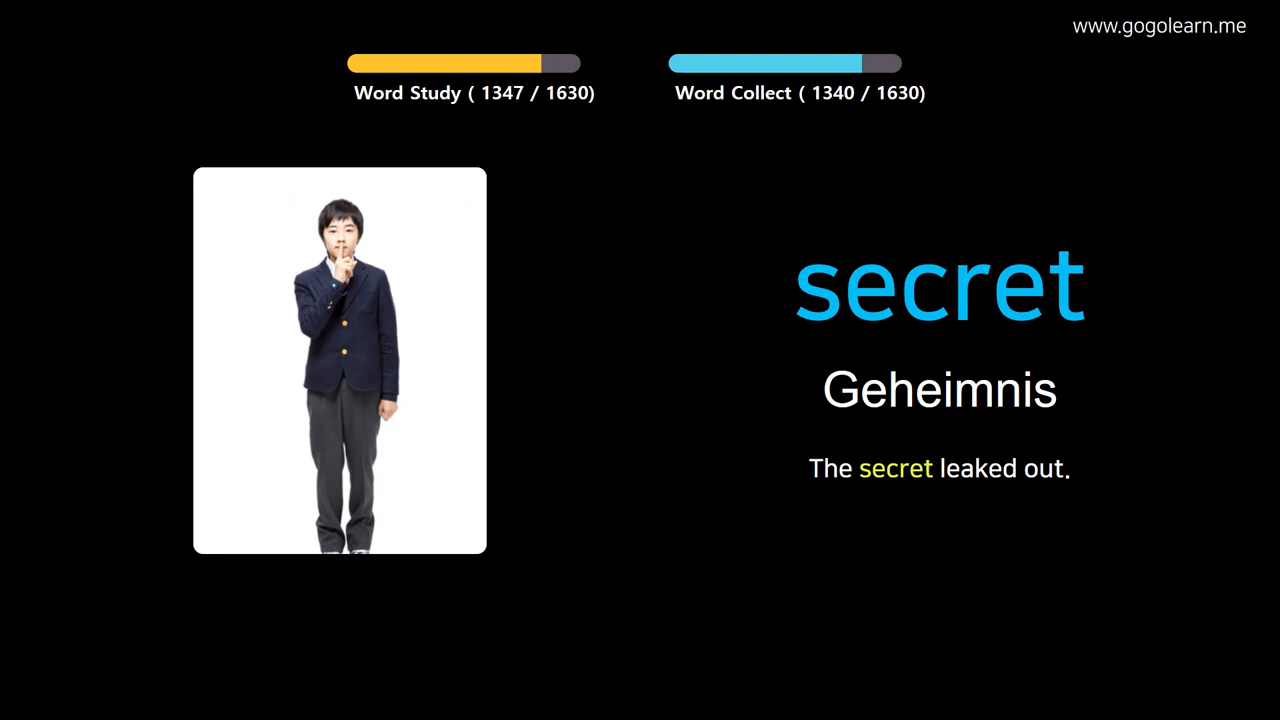 www.gogolearn.me
Word Study ( 1347 / 1630)
Word Collect ( 1340 / 1630)
secret
Geheimnis
The secret leaked out.